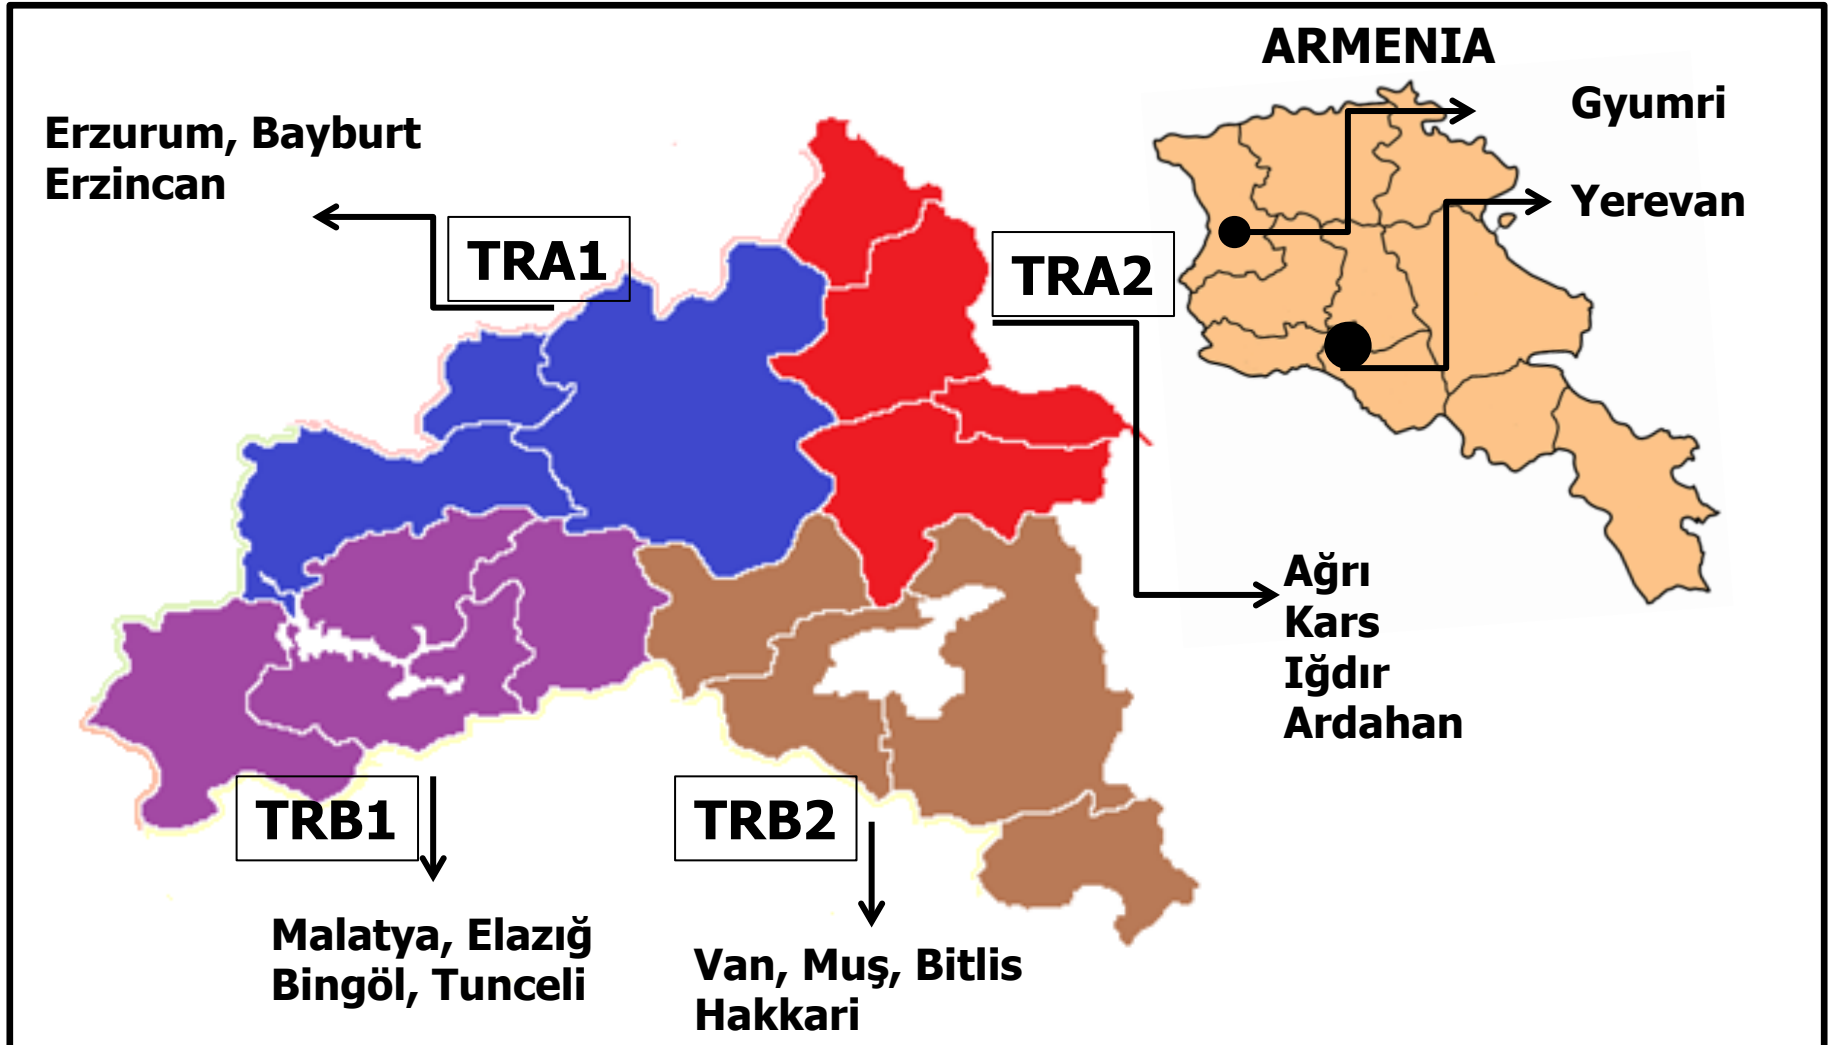 ARMENIA
Gyumri
Erzurum, Bayburt
Erzincan
Yerevan
TRA1
TRA2
Ağrı
Kars
Iğdır
Ardahan
TRB1
TRB2
Malatya, Elazığ
Bingöl, Tunceli
Van, Muş, Bitlis
Hakkari